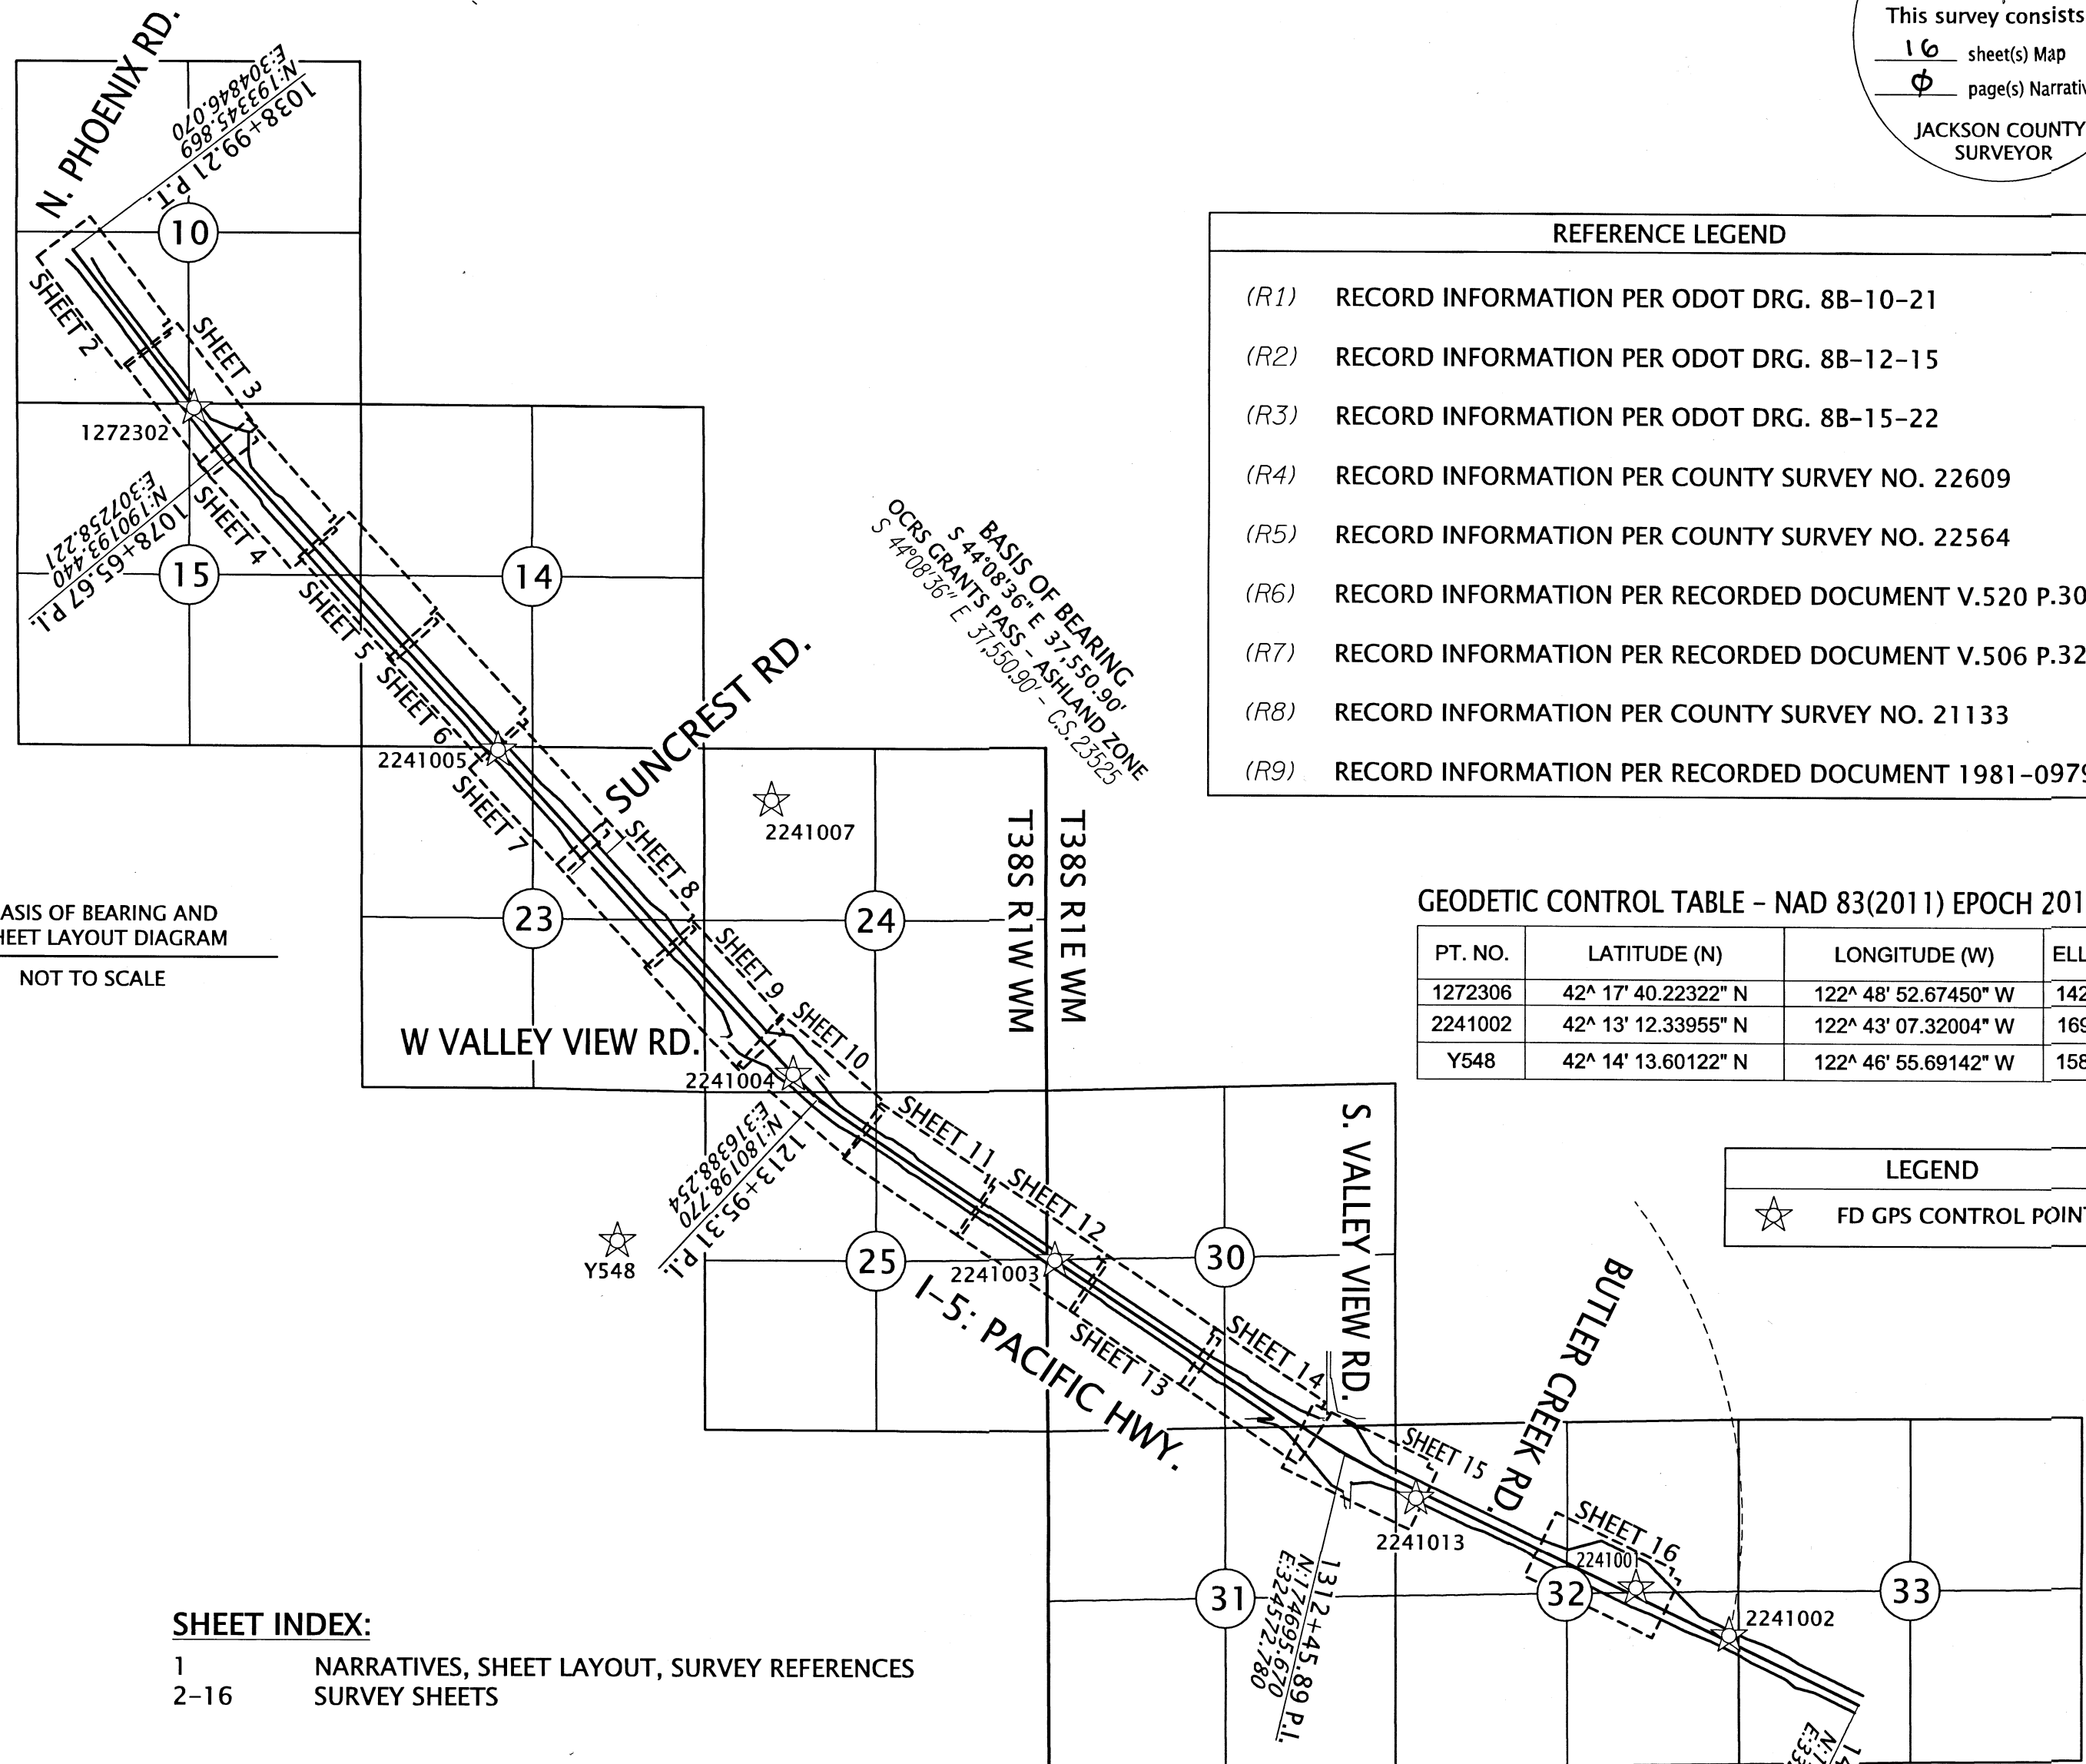 This survey consists
16 sheet(s) Map
φ page(s) Narrativ
JACKSON COUNTY
SURVEYOR
N. PHOENIX RD.
1038+99.21 P.T.
N:193345.869
E:304846.070
10
SHEET 2
SHEET 3
1272302
1078+65.67 P.I.
N:190193.440
E:307258.227
SHEET 4
15
14
SHEET 5
SHEET 6
2241005
SHEET 7
SUNCREST RD.
BASIS OF BEARING
S 44°08'36" E 37,550.90'
OCRS GRANTS PASS - ASHLAND ZONE
S 44°08'36" E 37,550.90' - C.S.23525
2241007
T38S R1W WM
T38S R1E WM
SHEET 8
23
24
SHEET 9
W VALLEY VIEW RD.
SHEET 10
2241004
1213+95.31 P.I.
N:180198.770
E:316388.254
Y548
SHEET 11
SHEET 12
25
2241003
30
I-5: PACIFIC HWY.
SHEET 13
SHEET 14
S. VALLEY VIEW RD.
SHEET 15
2241013
1312+45.89 P.I.
N:174695.670
E:324572.780
BUTLER CREEK RD.
SHEET 16
224100
31
32
33
2241002
ASIS OF BEARING AND
HEET LAYOUT DIAGRAM
NOT TO SCALE
REFERENCE LEGEND
(R1) RECORD INFORMATION PER ODOT DRG. 8B-10-21
(R2) RECORD INFORMATION PER ODOT DRG. 8B-12-15
(R3) RECORD INFORMATION PER ODOT DRG. 8B-15-22
(R4) RECORD INFORMATION PER COUNTY SURVEY NO. 22609
(R5) RECORD INFORMATION PER COUNTY SURVEY NO. 22564
(R6) RECORD INFORMATION PER RECORDED DOCUMENT V.520 P.30
(R7) RECORD INFORMATION PER RECORDED DOCUMENT V.506 P.32
(R8) RECORD INFORMATION PER COUNTY SURVEY NO. 21133
(R9) RECORD INFORMATION PER RECORDED DOCUMENT 1981-0979
GEODETIC CONTROL TABLE - NAD 83(2011) EPOCH 201
PT. NO. LATITUDE (N) LONGITUDE (W) ELL
1272306 42^ 17' 40.22322" N 122^ 48' 52.67450" W 142
2241002 42^ 13' 12.33955" N 122^ 43' 07.32004" W 169
Y548 42^ 14' 13.60122" N 122^ 46' 55.69142" W 158
LEGEND
FD GPS CONTROL POINT
SHEET INDEX:
1 NARRATIVES, SHEET LAYOUT, SURVEY REFERENCES
2-16 SURVEY SHEETS